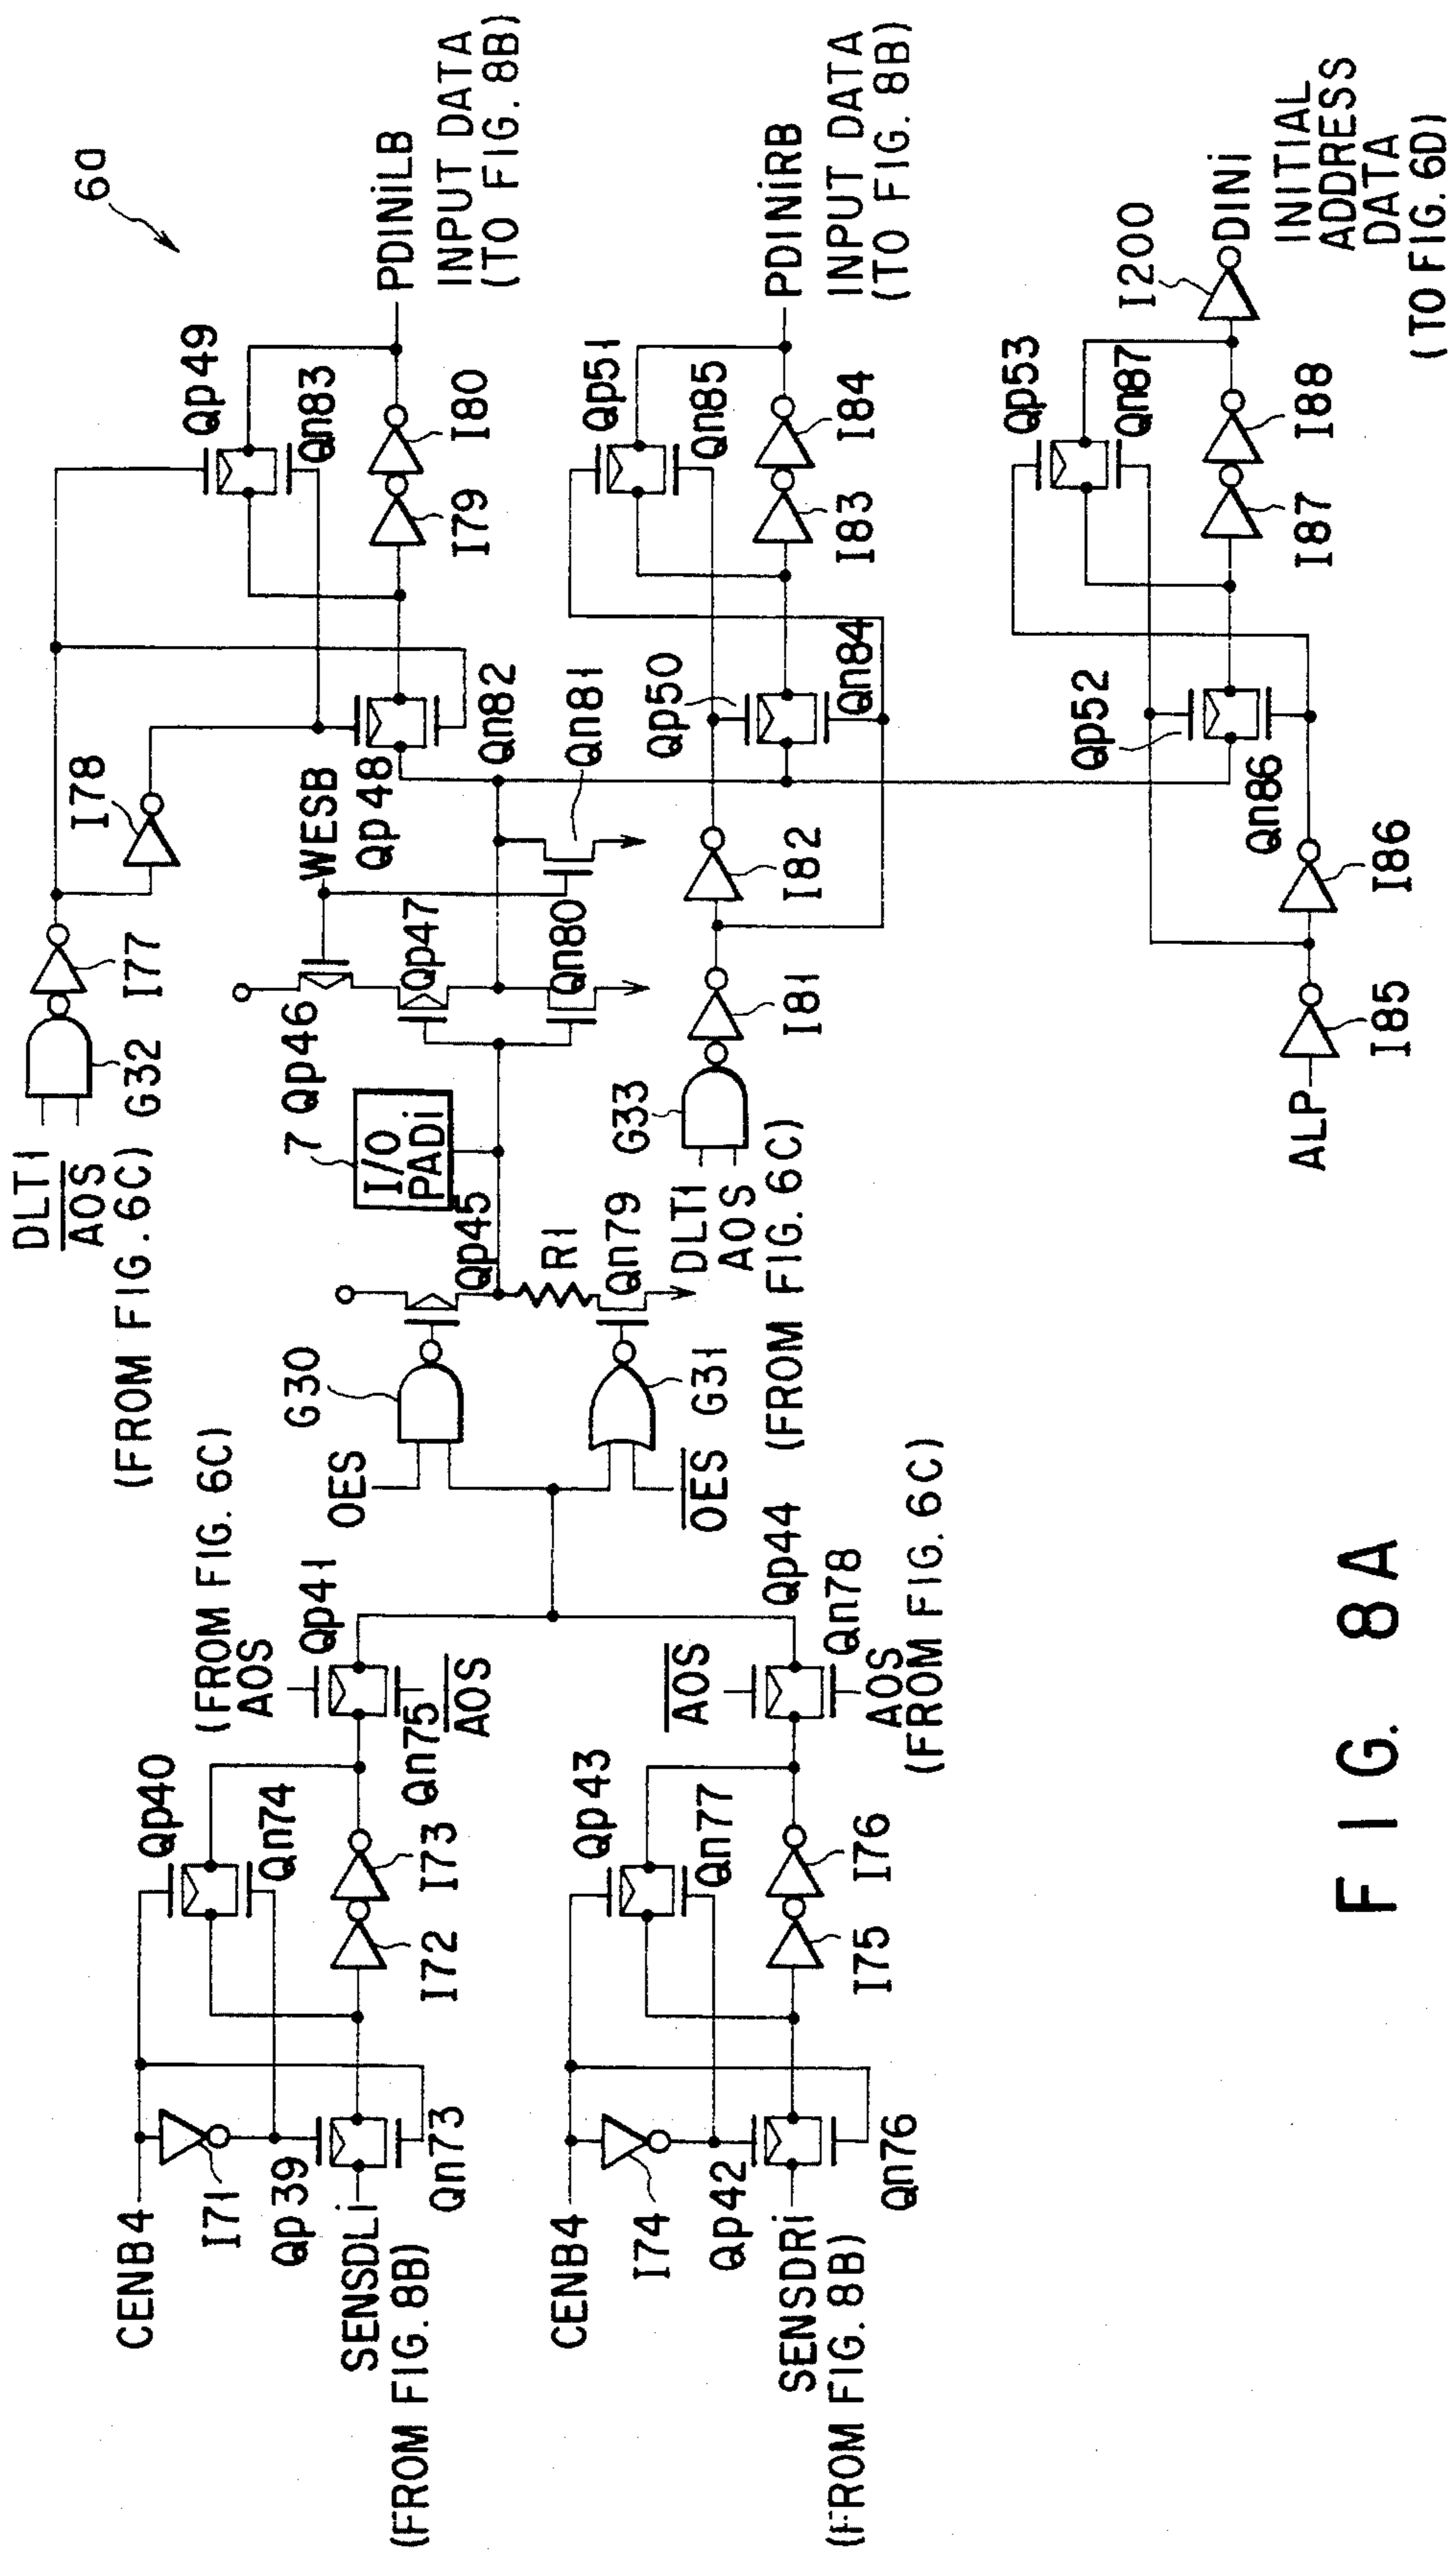 6a
CENB4
I71
Qp39
Qn73
SENSDLi
(FROM FIG. 8B)
Qp40
Qn74
I72
I73
(FROM FIG. 6C)
AOS
Qp41
Qn75
AOS
CENB4
I74
Qp42
Qn76
SENSDRi
(FROM FIG. 8B)
Qp43
Qn77
I75
I76
AOS
Qp44
Qn78
AOS
(FROM FIG. 6C)
OES
G30
OES
G31
Qp45
R1
Qn79
7
I/O
PADi
DLT1
AOS
(FROM FIG. 6C)
G32
I77
I78
WESB
Qp46
Qp47
Qn80
Qn81
Qp48
Qn82
Qp49
Qn83
I79
I80
PDINiLB
INPUT DATA
(TO FIG. 8B)
DLT1
AOS
(FROM FIG. 6C)
G33
I81
I82
Qp50
Qn84
Qp51
Qn85
I83
I84
PDINiRB
INPUT DATA
(TO FIG. 8B)
ALP
I85
I86
Qp52
Qn86
Qp53
Qn87
I87
I88
I200
DINi
INITIAL
ADDRESS
DATA
(TO FIG. 6D)
FIG. 8A